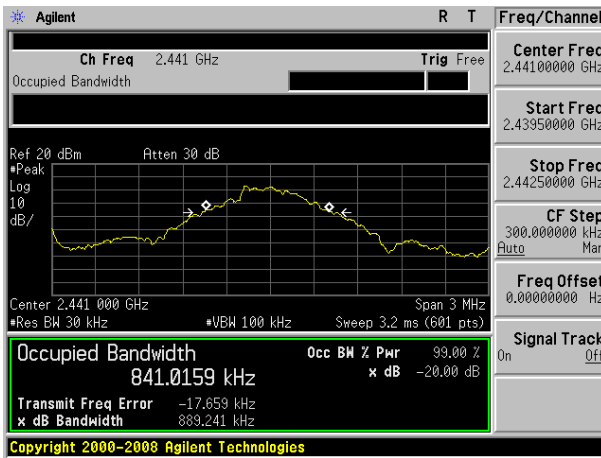 Agilent R T
Freq/Channel
Ch Freq 2.441 GHz Trig Free
Occupied Bandwidth
Center Freq
2.44100000 GHz
Start Freq
2.43950000 GHz
Stop Freq
2.44250000 GHz
CF Step
300.000000 kHz
Auto Man
Freq Offset
0.00000000 Hz
Signal Track
On Off
Ref 20 dBm Atten 30 dB
#Peak
Log
10
dB/
Center 2.441 000 GHz Span 3 MHz
#Res BW 30 kHz #VBW 100 kHz Sweep 3.2 ms (601 pts)
Occupied Bandwidth Occ BW % Pwr 99.00 %
841.0159 kHz x dB -20.00 dB
Transmit Freq Error -17.659 kHz
x dB Bandwidth 889.241 kHz
Copyright 2000-2008 Agilent Technologies